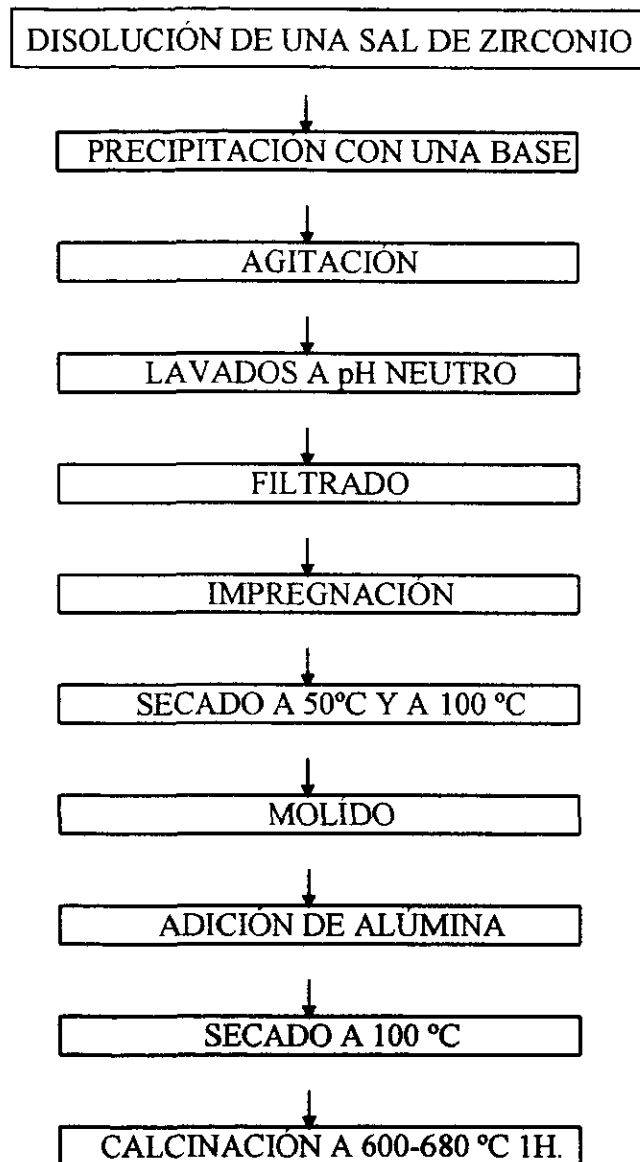 DISOLUCIÓN DE UNA SAL DE ZIRCONIO
PRECIPITACIÓN CON UNA BASE
AGITACIÓN
LAVADOS A pH NEUTRO
FILTRADO
IMPREGNACIÓN
SECADO A 50ºC Y A 100 ºC
MOLÍDO
ADICIÓN DE ALÚMINA
SECADO A 100 ºC
CALCINACIÓN A 600-680 ºC 1H.